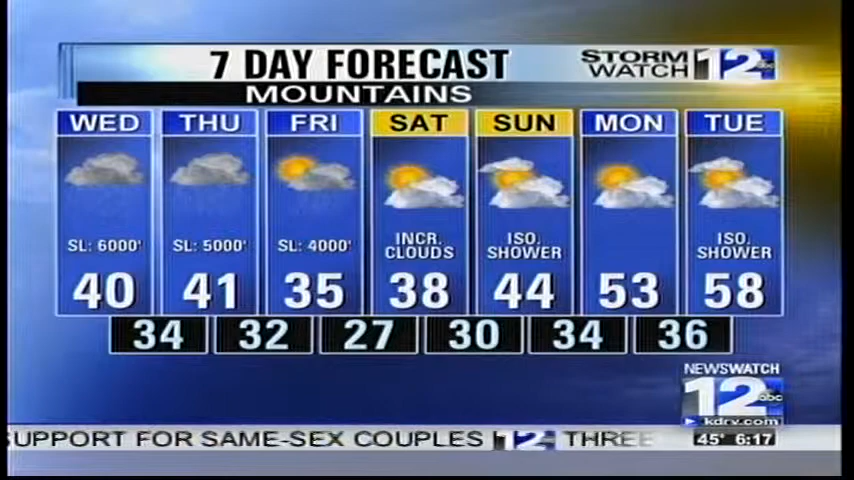 7 DAY FORECAST
STORM WATCH 12 abc
MOUNTAINS
WED THU FRI SAT SUN MON TUE
SL: 6000' SL: 5000' SL: 4000' INCR. CLOUDS ISO. SHOWER ISO. SHOWER
40 41 35 38 44 53 58
34 32 27 30 34 36
NEWSWATCH
12 abc
kdrv.com
SUPPORT FOR SAME-SEX COUPLES 12 THREE
45° 6:17